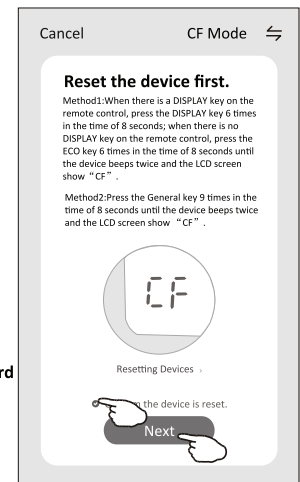 Cancel CF Mode
Reset the device first.
Method1:When there is a DISPLAY key on the
remote control, press the DISPLAY key 6 times
in the time of 8 seconds; when there is no
DISPLAY key on the remote control, press the
ECO key 6 times in the time of 8 seconds until
the device beeps twice and the LCD screen
show “CF” .
Method2:Press the General key 9 times in the
time of 8 seconds until the device beeps twice
and the LCD screen show “CF” .
CF
Resetting Devices ›
rd
the device is reset.
Next